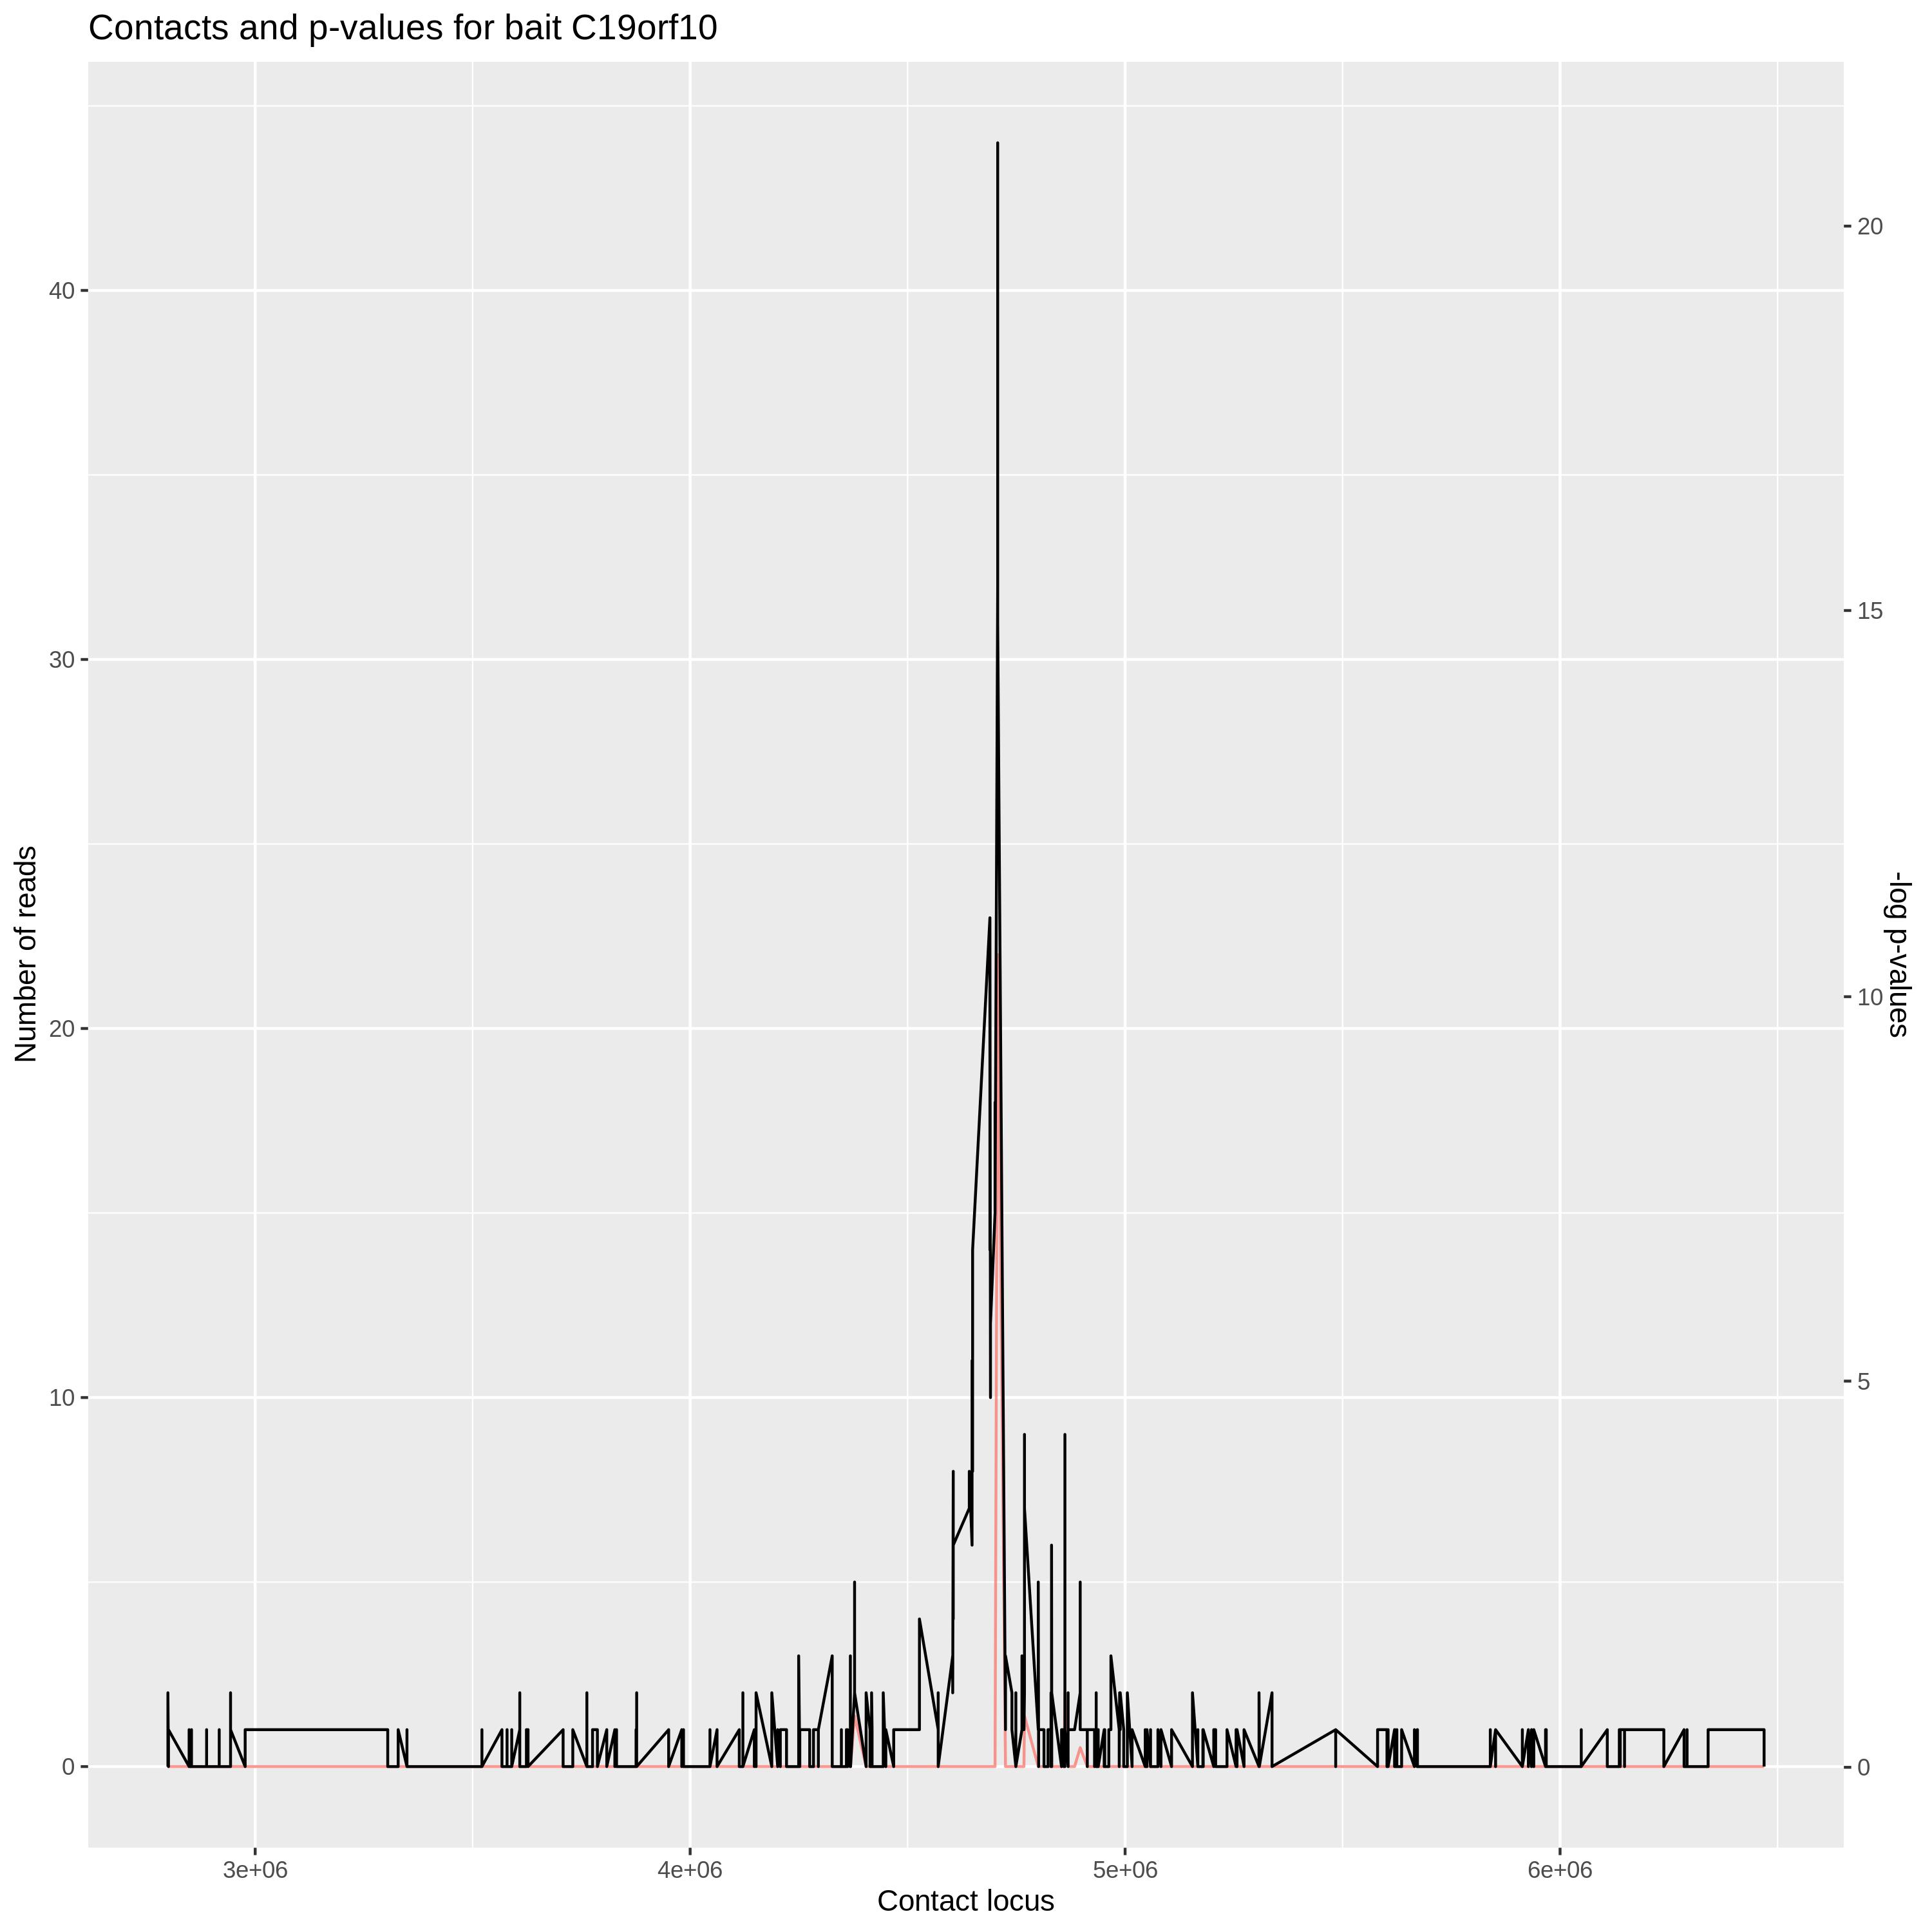 Contacts and p-values for bait C19orf10
Number of reads
40
30
20
10
0
20
15
10
5
0
-log p-values
3e+06 4e+06 5e+06 6e+06
Contact locus